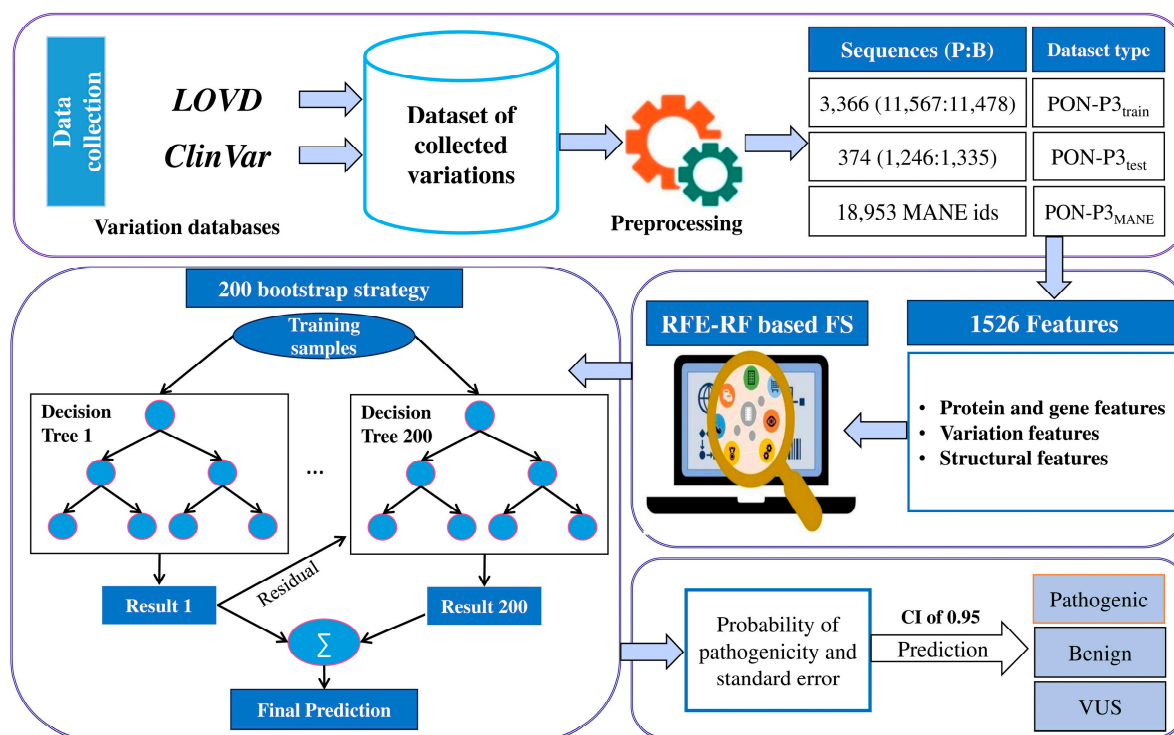 Data
collection
LOVD
ClinVar
Variation databases
Dataset of
collected
variations
Preprocessing
Sequences (P:B)
Dataset type
3,366 (11,567:11,478)
PON-P3train
374 (1,246:1,335)
PON-P3test
18,953 MANE ids
PON-P3MANE
200 bootstrap strategy
Training
samples
Decision
Tree 1
...
Decision
Tree 200
Result 1
Residual
Result 200
∑
Final Prediction
RFE-RF based FS
1526 Features
• Protein and gene features
• Variation features
• Structural features
Probability of
pathogenicity and
standard error
CI of 0.95
Prediction
Pathogenic
Benign
VUS